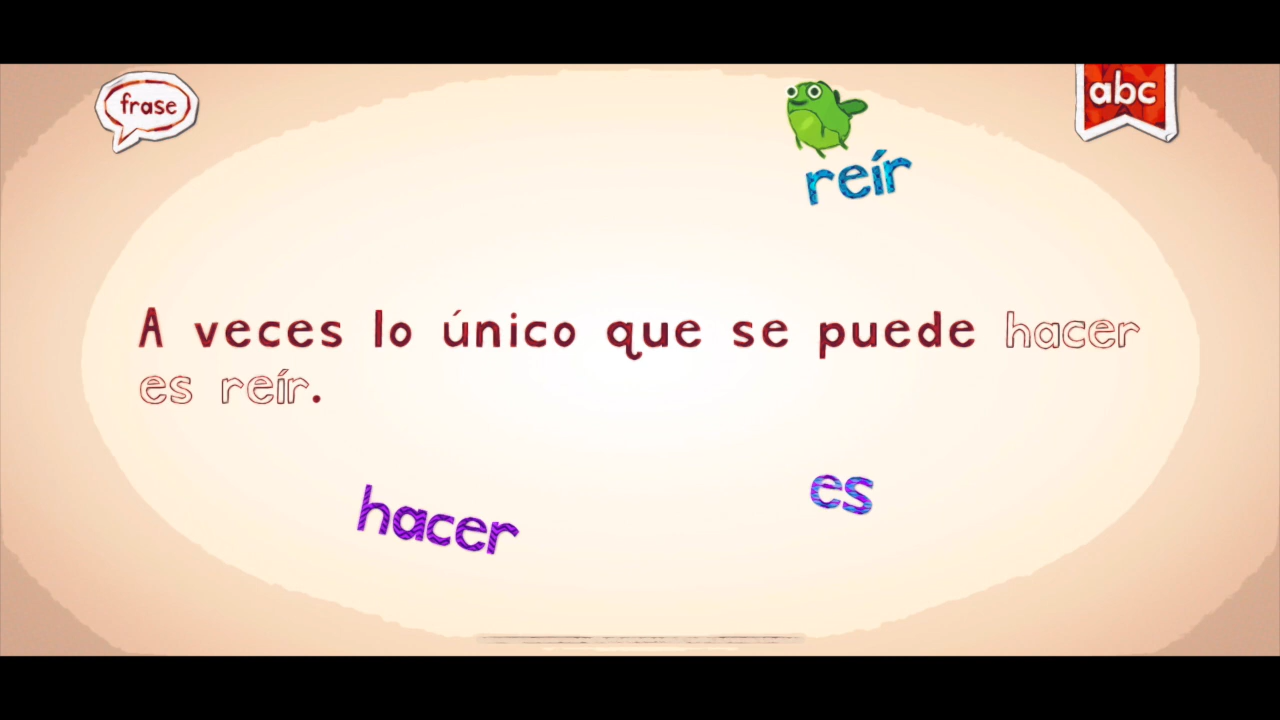 frase
abc
reír
A veces lo único que se puede hacer
es reír.
hacer
es